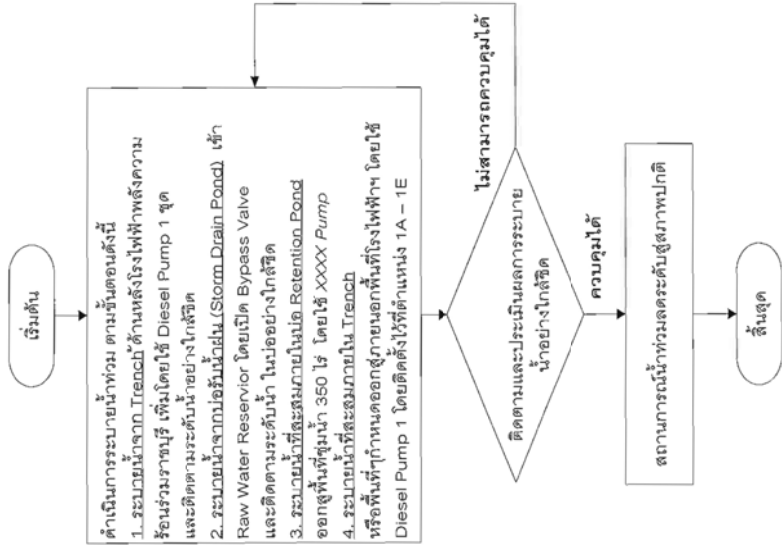 เริ่มต้น
ดำเนินการระบายน้ำท่วม ตามขั้นตอนดังนี้
1. ระบายน้ำจาก Trench ด้านหลังโรงไฟฟ้าพลังความ
ร้อนร่วมราชบุรี เพิ่มโดยใช้ Diesel Pump 1 ชุด
และติดตามระดับน้ำอย่างใกล้ชิด
2. ระบายน้ำจากบ่อรับน้ำฝน (Storm Drain Pond) เข้า
Raw Water Reservior โดยเปิด Bypass Valve
และติดตามระดับน้ำ ในบ่ออย่างใกล้ชิด
3. ระบายน้ำที่สะสมภายในบ่อ Retention Pond
ออกสู่พื้นที่ชุ่มน้ำ 350 ไร่ โดยใช้ XXXX Pump
4. ระบายน้ำที่สะสมภายใน Trench
หรือพื้นที่ๆกำหนดออกสู่ภายนอกพื้นที่โรงไฟฟ้าฯ โดยใช้
Diesel Pump 1 โดยติดตั้งไว้ที่ตำแหน่ง 1A – 1E
ติดตามและประเมินผลการระบาย
น้ำอย่างใกล้ชิด
ไม่สามารถควบคุมได้
ควบคุมได้
สถานการณ์น้ำท่วมลดระดับสู่สภาพปกติ
สิ้นสุด